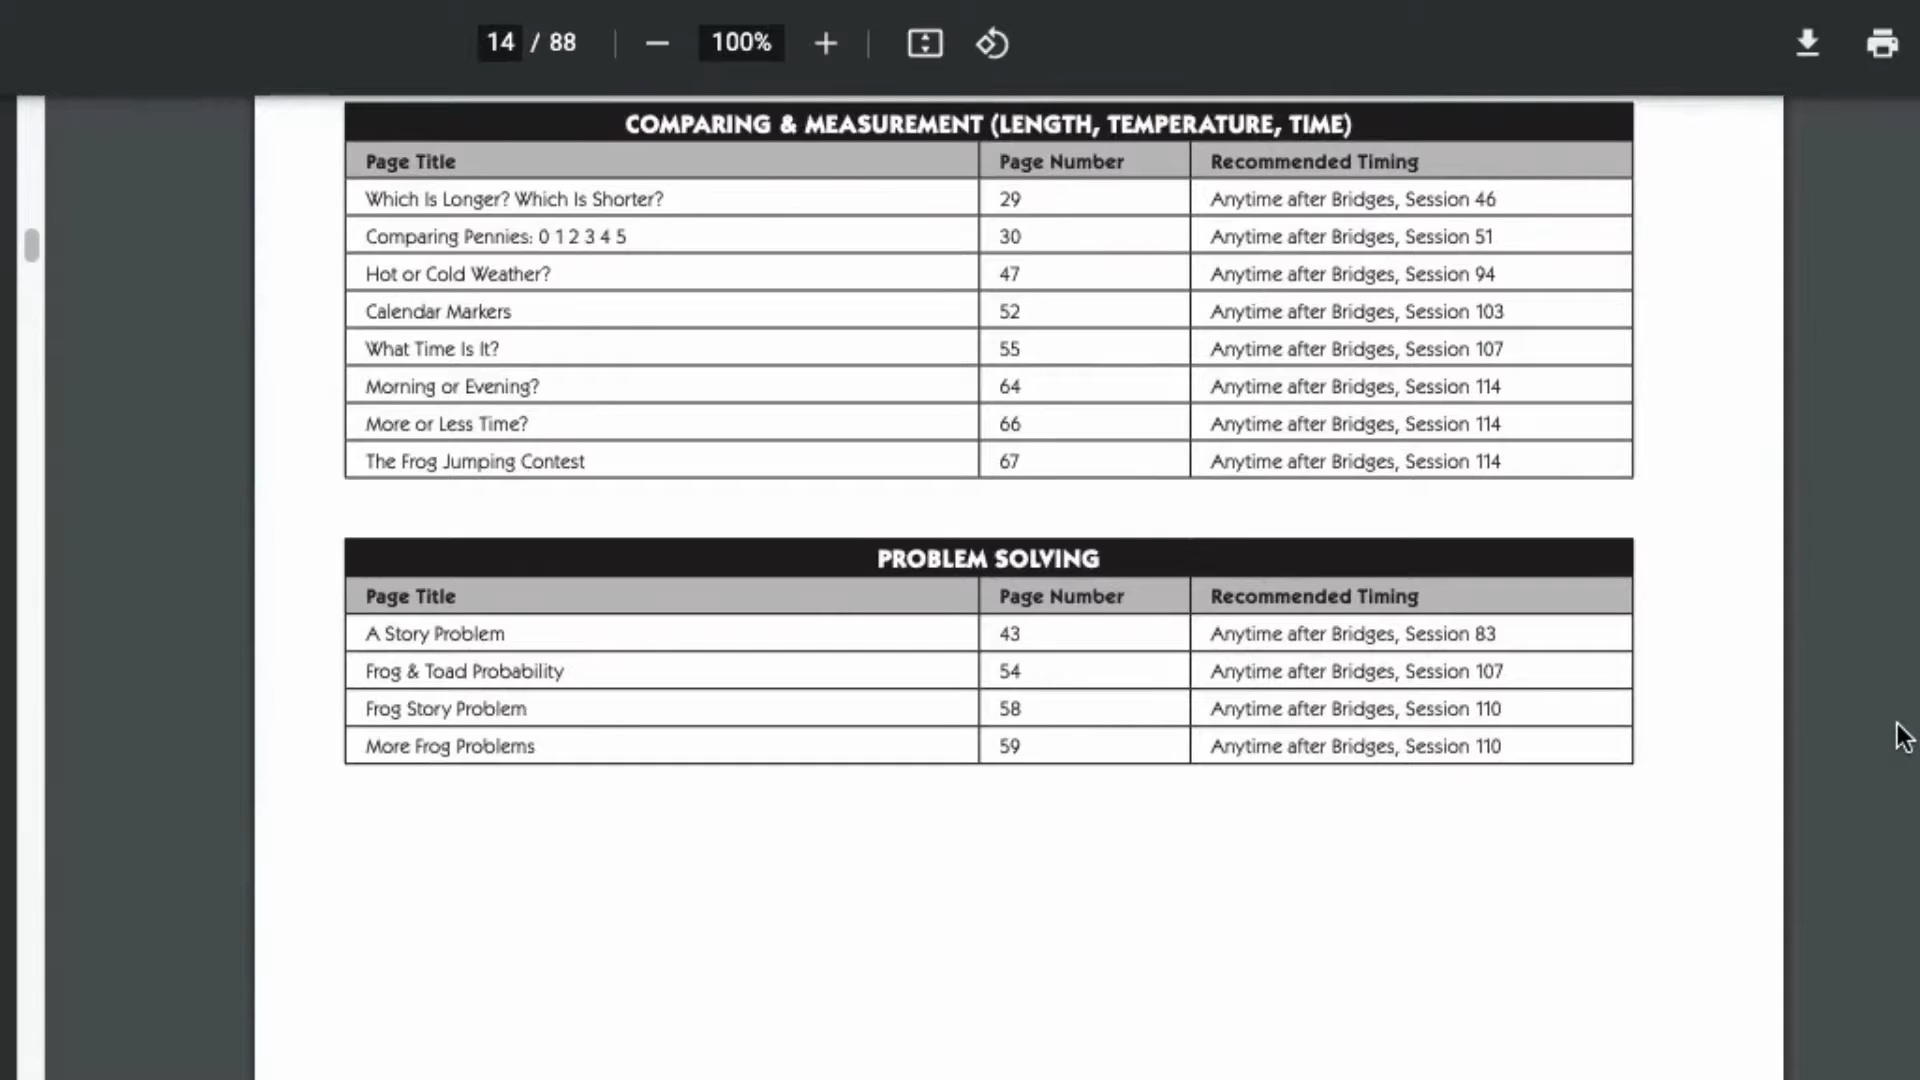 14 / 88 100%
COMPARING & MEASUREMENT (LENGTH, TEMPERATURE, TIME)
Page Title Page Number Recommended Timing
Which Is Longer? Which Is Shorter? 29 Anytime after Bridges, Session 46
Comparing Pennies: 0 1 2 3 4 5 30 Anytime after Bridges, Session 51
Hot or Cold Weather? 47 Anytime after Bridges, Session 94
Calendar Markers 52 Anytime after Bridges, Session 103
What Time Is It? 55 Anytime after Bridges, Session 107
Morning or Evening? 64 Anytime after Bridges, Session 114
More or Less Time? 66 Anytime after Bridges, Session 114
The Frog Jumping Contest 67 Anytime after Bridges, Session 114
PROBLEM SOLVING
Page Title Page Number Recommended Timing
A Story Problem 43 Anytime after Bridges, Session 83
Frog & Toad Probability 54 Anytime after Bridges, Session 107
Frog Story Problem 58 Anytime after Bridges, Session 110
More Frog Problems 59 Anytime after Bridges, Session 110